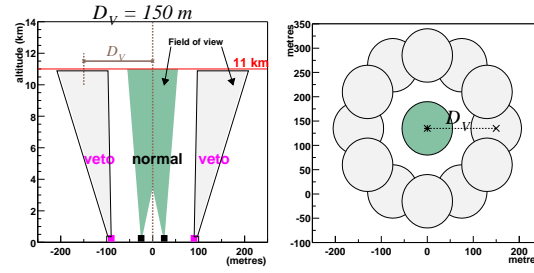 D_V = 150 m
altitude (km)
14
12
10
8
6
4
2
0
D_V
Field of view
11 km
veto
normal
veto
-200
-100
0
100
200
(metres)
metres
350
300
250
200
150
100
50
0
-50
-100
D_V
-200
-100
0
100
200
metre